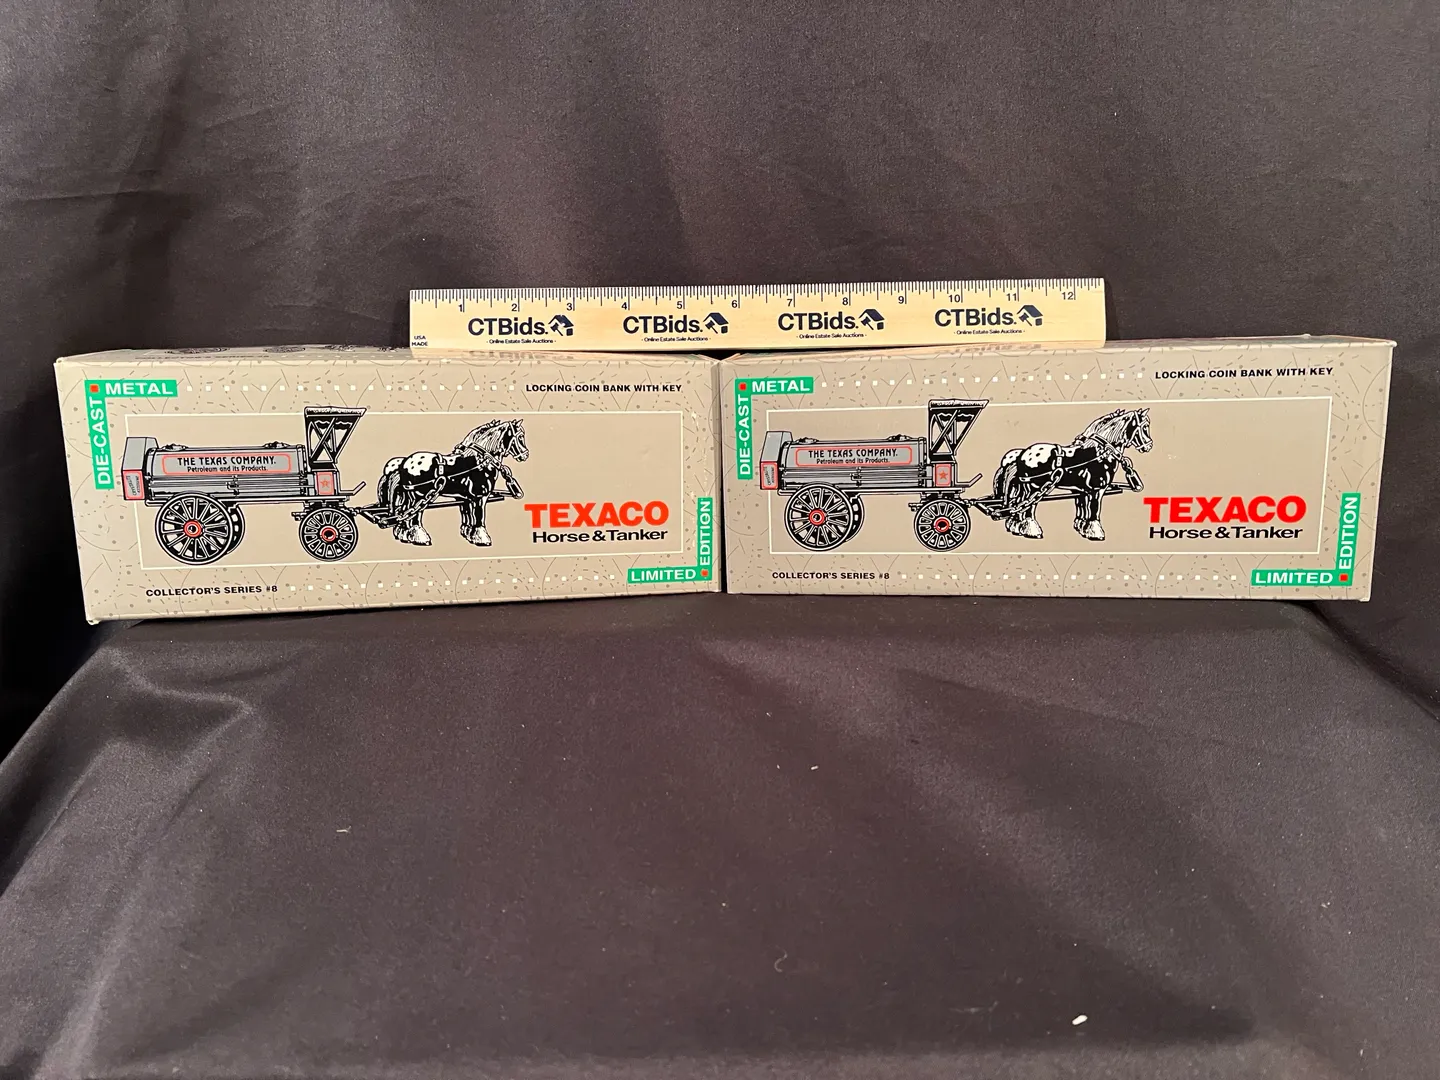 1 2 3 4 5 6 7 8 9 10 11 12
USA
MADE
CTBids.
- Online Estate Sale Auctions -
CTBids.
- Online Estate Sale Auctions -
CTBids.
- Online Estate Sale Auctions -
CTBids.
- Online Estate Sale Auctions -
DIE-CAST METAL
LOCKING COIN BANK WITH KEY
THE TEXAS COMPANY.
Petroleum and its Products.
TEXACO
Horse & Tanker
COLLECTOR'S SERIES #8
LIMITED EDITION
DIE-CAST METAL
LOCKING COIN BANK WITH KEY
THE TEXAS COMPANY.
Petroleum and its Products.
TEXACO
Horse & Tanker
COLLECTOR'S SERIES #8
LIMITED EDITION